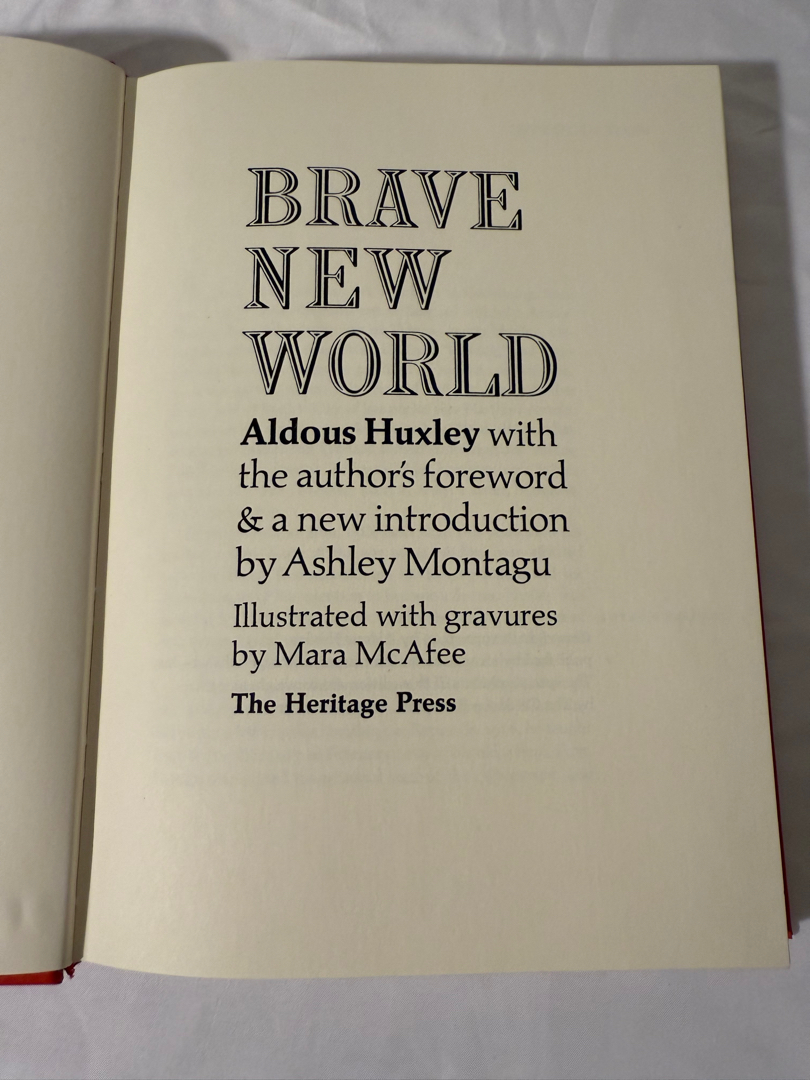 BRAVE
NEW
WORLD
Aldous Huxley with
the author's foreword
& a new introduction
by Ashley Montagu
Illustrated with gravures
by Mara McAfee
The Heritage Press